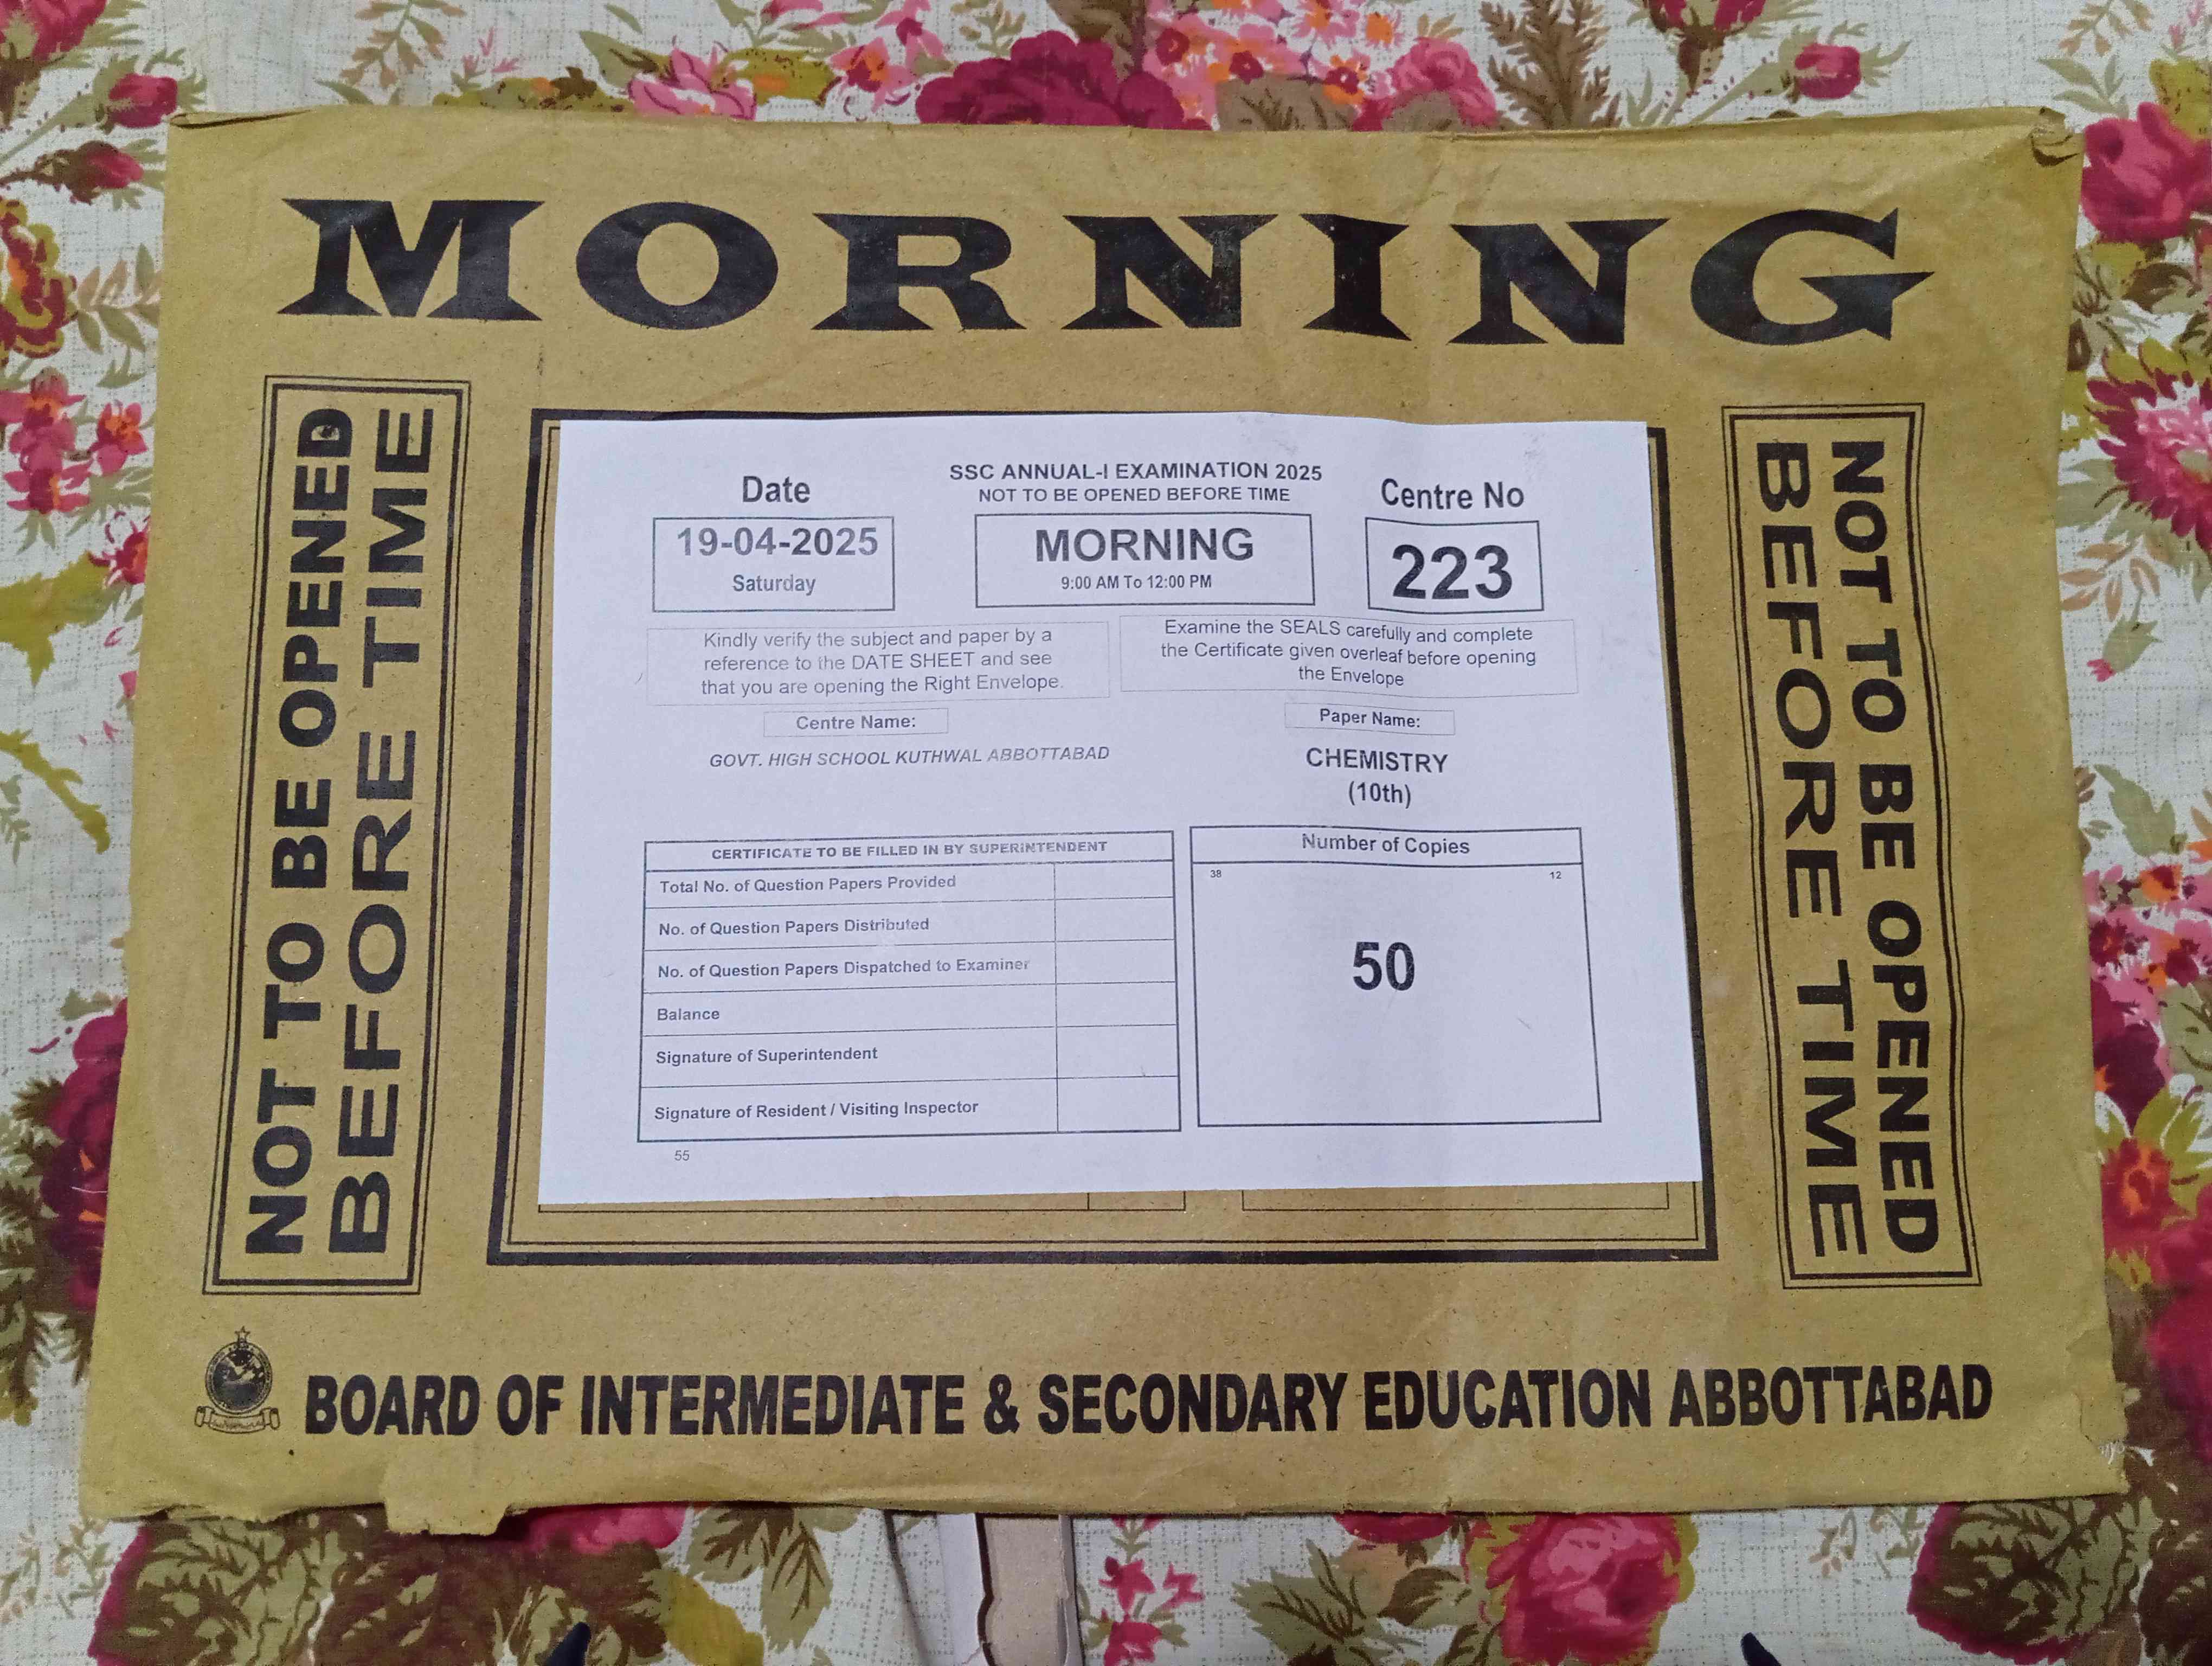 MORNING
NOT TO BE OPENED
BEFORE TIME
SSC ANNUAL-I EXAMINATION 2025
NOT TO BE OPENED BEFORE TIME
Date
19-04-2025
Saturday
MORNING
9:00 AM To 12:00 PM
Centre No
223
Kindly verify the subject and paper by a
reference to the DATE SHEET and see
that you are opening the Right Envelope.
Examine the SEALS carefully and complete
the Certificate given overleaf before opening
the Envelope
Centre Name:
GOVT. HIGH SCHOOL KUTHWAL ABBOTTABAD
Paper Name:
CHEMISTRY
(10th)
CERTIFICATE TO BE FILLED IN BY SUPERINTENDENT
Total No. of Question Papers Provided
No. of Question Papers Distributed
No. of Question Papers Dispatched to Examiner
Balance
Signature of Superintendent
Signature of Resident / Visiting Inspector
55
Number of Copies
38 12
50
NOT TO BE OPENED
BEFORE TIME
BOARD OF INTERMEDIATE & SECONDARY EDUCATION ABBOTTABAD